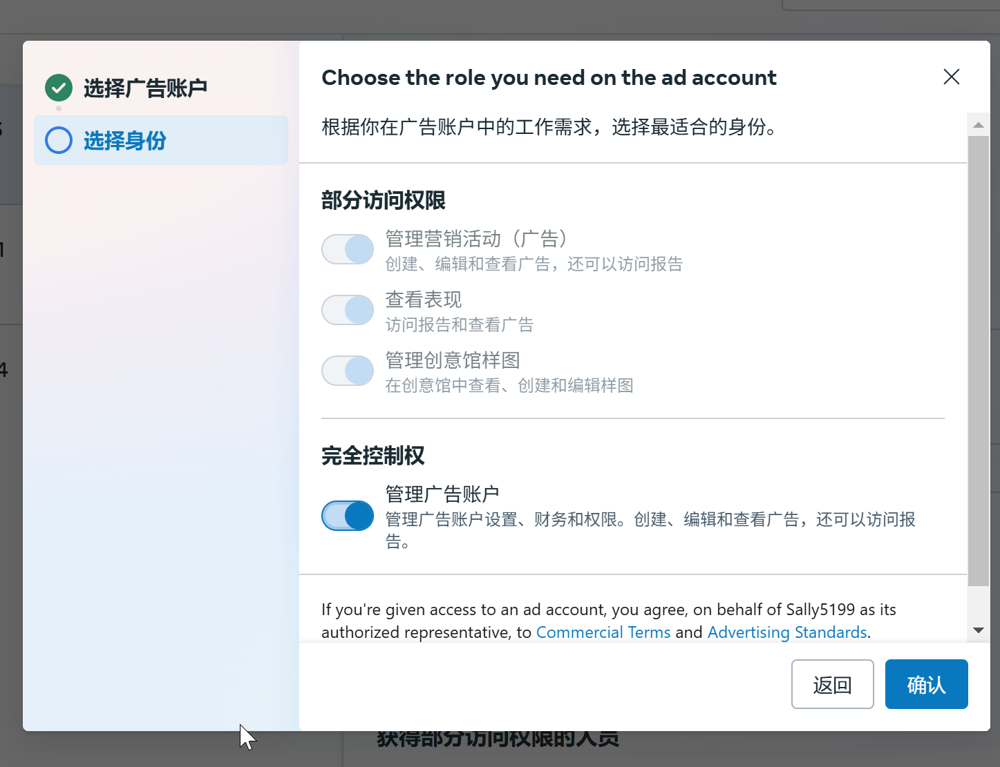 选择广告账户
选择身份
Choose the role you need on the ad account
根据你在广告账户中的工作需求，选择最适合的身份。
部分访问权限
管理营销活动（广告）
创建、编辑和查看广告，还可以访问报告
查看表现
访问报告和查看广告
管理创意馆样图
在创意馆中查看、创建和编辑样图
完全控制权
管理广告账户
管理广告账户设置、财务和权限。创建、编辑和查看广告，还可以访问报
告。
If you're given access to an ad account, you agree, on behalf of Sally5199 as its
authorized representative, to Commercial Terms and Advertising Standards.
返回
确认
获得部分访问权限的人员